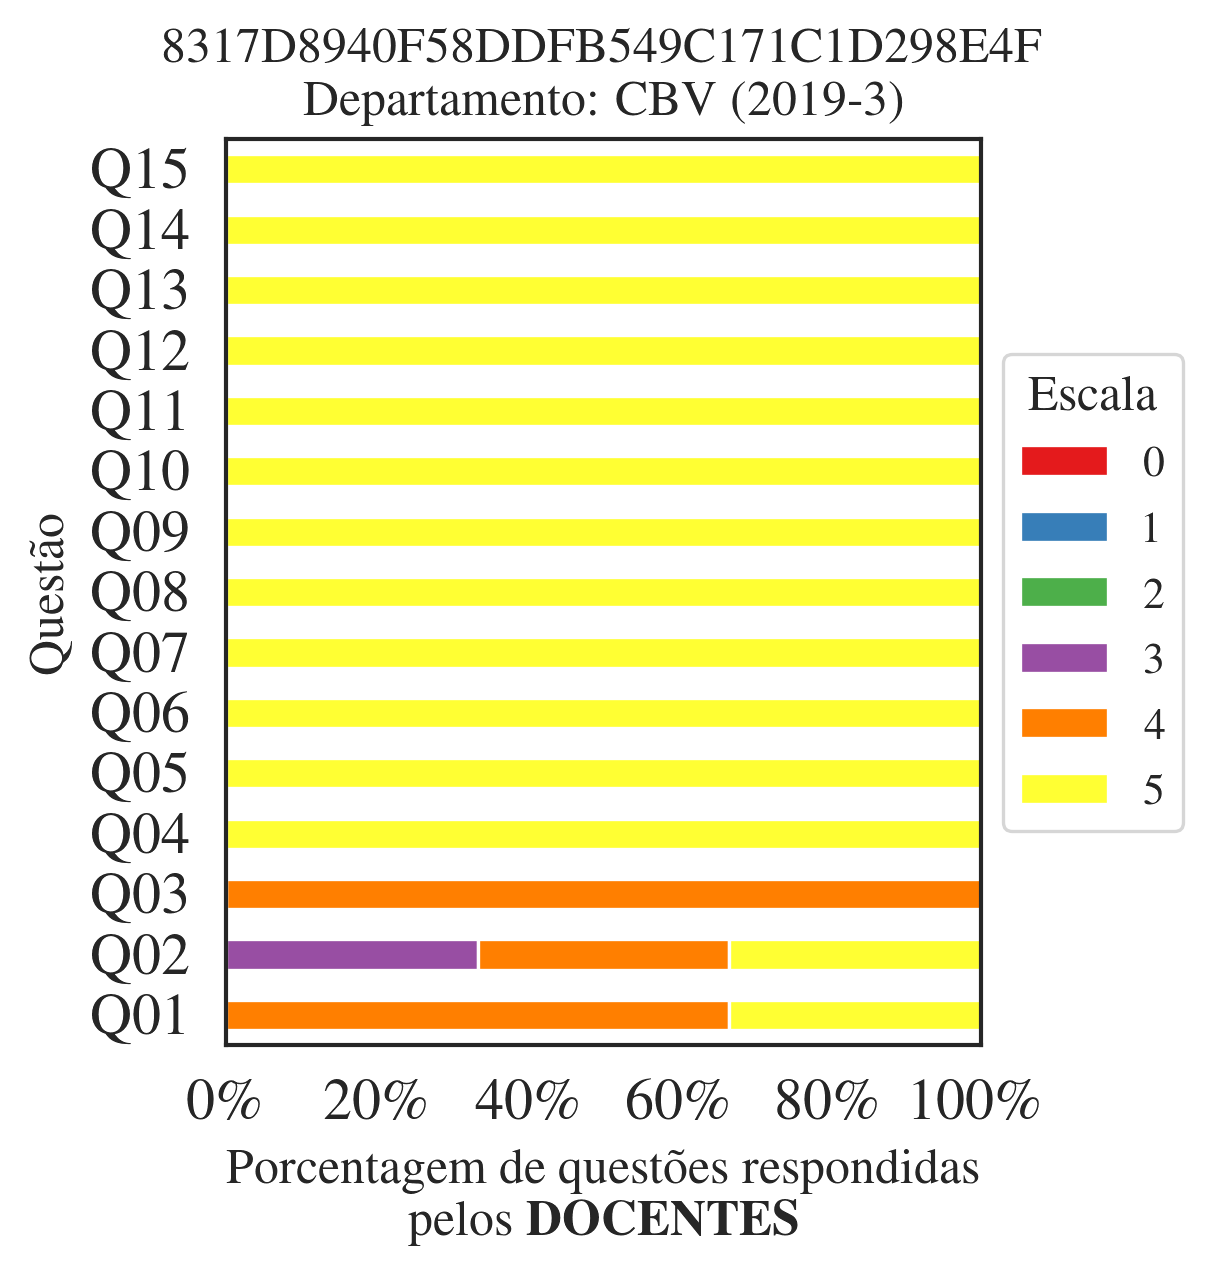 8317D8940F58DDFB549C171C1D298E4F
Departamento: CBV (2019-3)
Questão
Q15
Q14
Q13
Q12
Q11
Q10
Q09
Q08
Q07
Q06
Q05
Q04
Q03
Q02
Q01
0% 20% 40% 60% 80% 100%
Porcentagem de questões respondidas
pelos DOCENTES
Escala
0
1
2
3
4
5